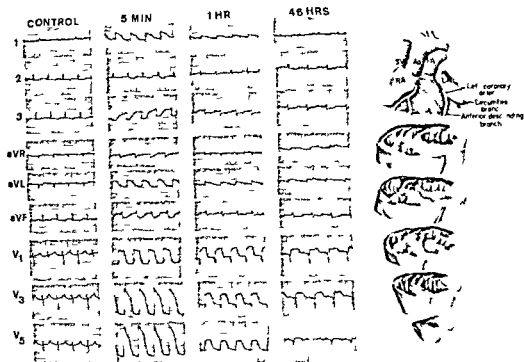 CONTROL 5 MIN 1 HR 46 HRS
1
2
3
aVR
aVL
aVF
V1
V3
V5
Left coronary
Circumflex
branch
Anterior descending
branch